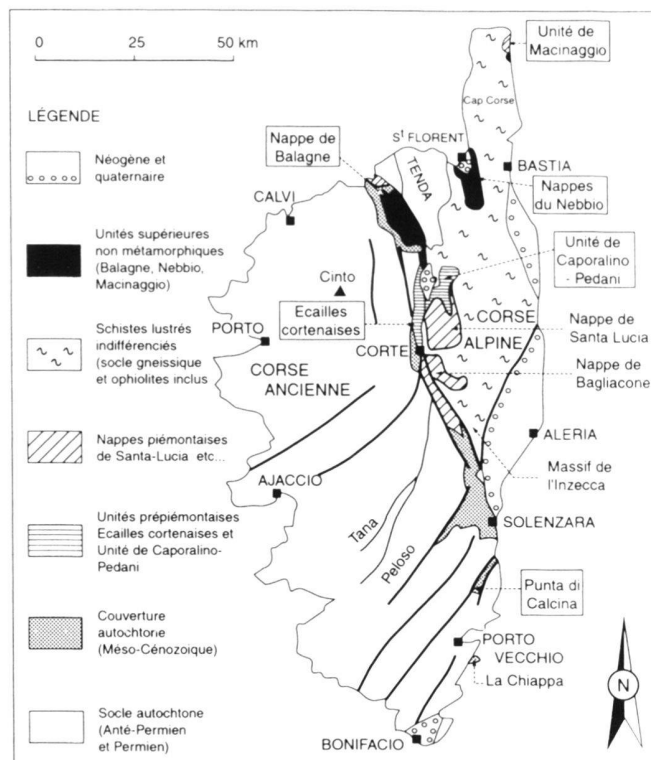 0 25 50 km
LÉGENDE
Néogène et
quaternaire
Unités supérieures
non métamorphiques
(Balagne, Nebbio,
Macinaggio)
Schistes lustrés
indifférenciés
(socle gneissique
et ophiolites inclus
Nappes piémontaises
de Santa-Lucia etc...
Unités prépiémontaises
Ecailles cortenaises et
Unité de Caporalino-
Pedani
Couverture
autochtone
(Méso-Cénozoique)
Socle autochtone
(Anté-Permien
et Permien)
Unité de
Macinaggio
Cap Corse
St FLORENT
BASTIA
Nappe de
Balagne
TENDA
Nappes
du Nebbio
CALVI
Unité de
Caporalino
- Pedani
Cinto
Ecailles
cortenaises
CORSE
ALPINE
Nappe de
Santa Lucia
PORTO
CORTE
Nappe de
Bagliacone
CORSE
ANCIENNE
ALERIA
Massif de
l'Inzecca
AJACCIO
SOLENZARA
Tana
Peloso
Punta di
Calcina
PORTO
VECCHIO
La Chiappa
BONIFACIO
N